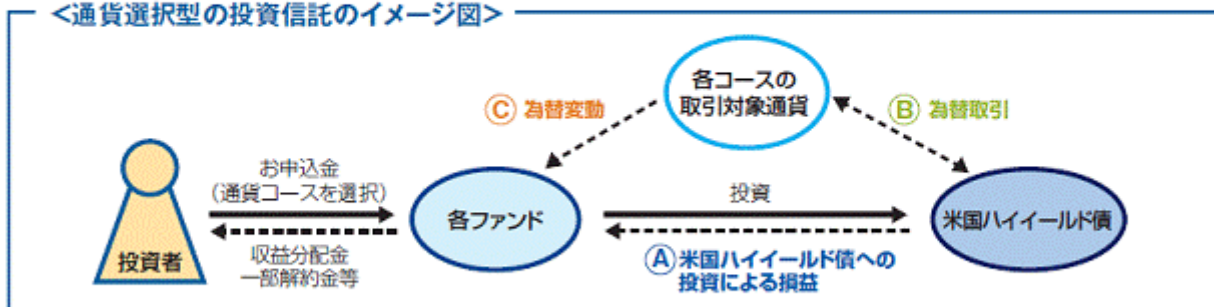 <通貨選択型の投資信託のイメージ図>
各コースの
取引対象通貨
Ⓒ 為替変動
Ⓑ 為替取引
お申込金
(通貨コースを選択)
投資者
収益分配金
一部解約金等
各ファンド
投資
Ⓐ 米国ハイイールド債への
投資による損益
米国ハイイールド債